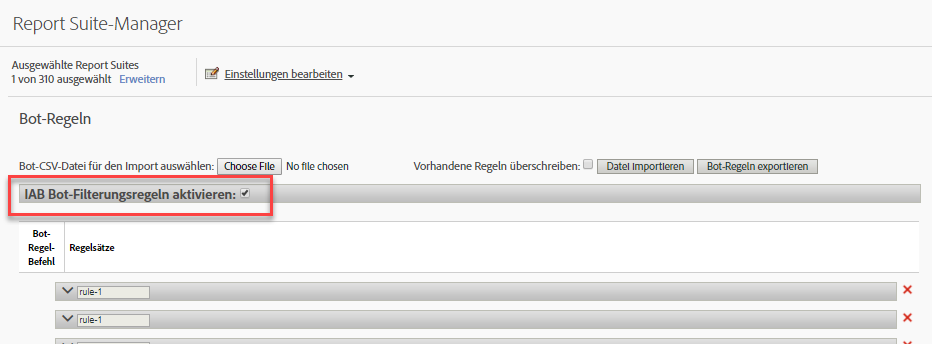 Report Suite-Manager
Ausgewählte Report Suites
1 von 310 ausgewählt Erweitern
Einstellungen bearbeiten
Bot-Regeln
Bot-CSV-Datei für den Import auswählen: Choose File No file chosen Vorhandene Regeln überschreiben: Datei importieren Bot-Regeln exportieren
IAB Bot-Filterungsregeln aktivieren:
Bot-
Regel-
Befehl
Regelsätze
rule-1
rule-1